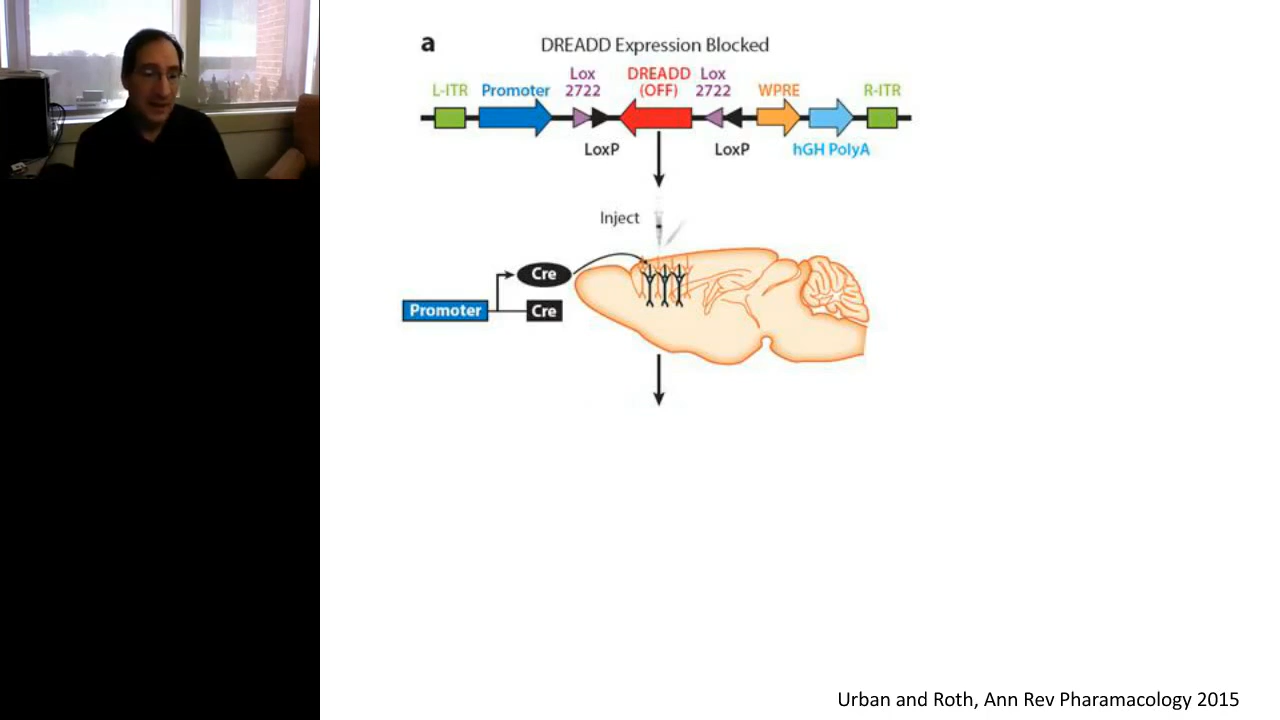 a
DREADD Expression Blocked
Lox DREADD Lox
L-ITR Promoter 2722 (OFF) 2722 WPRE R-ITR
LoxP LoxP hGH PolyA
Inject
Cre
Promoter Cre
Urban and Roth, Ann Rev Pharamacology 2015